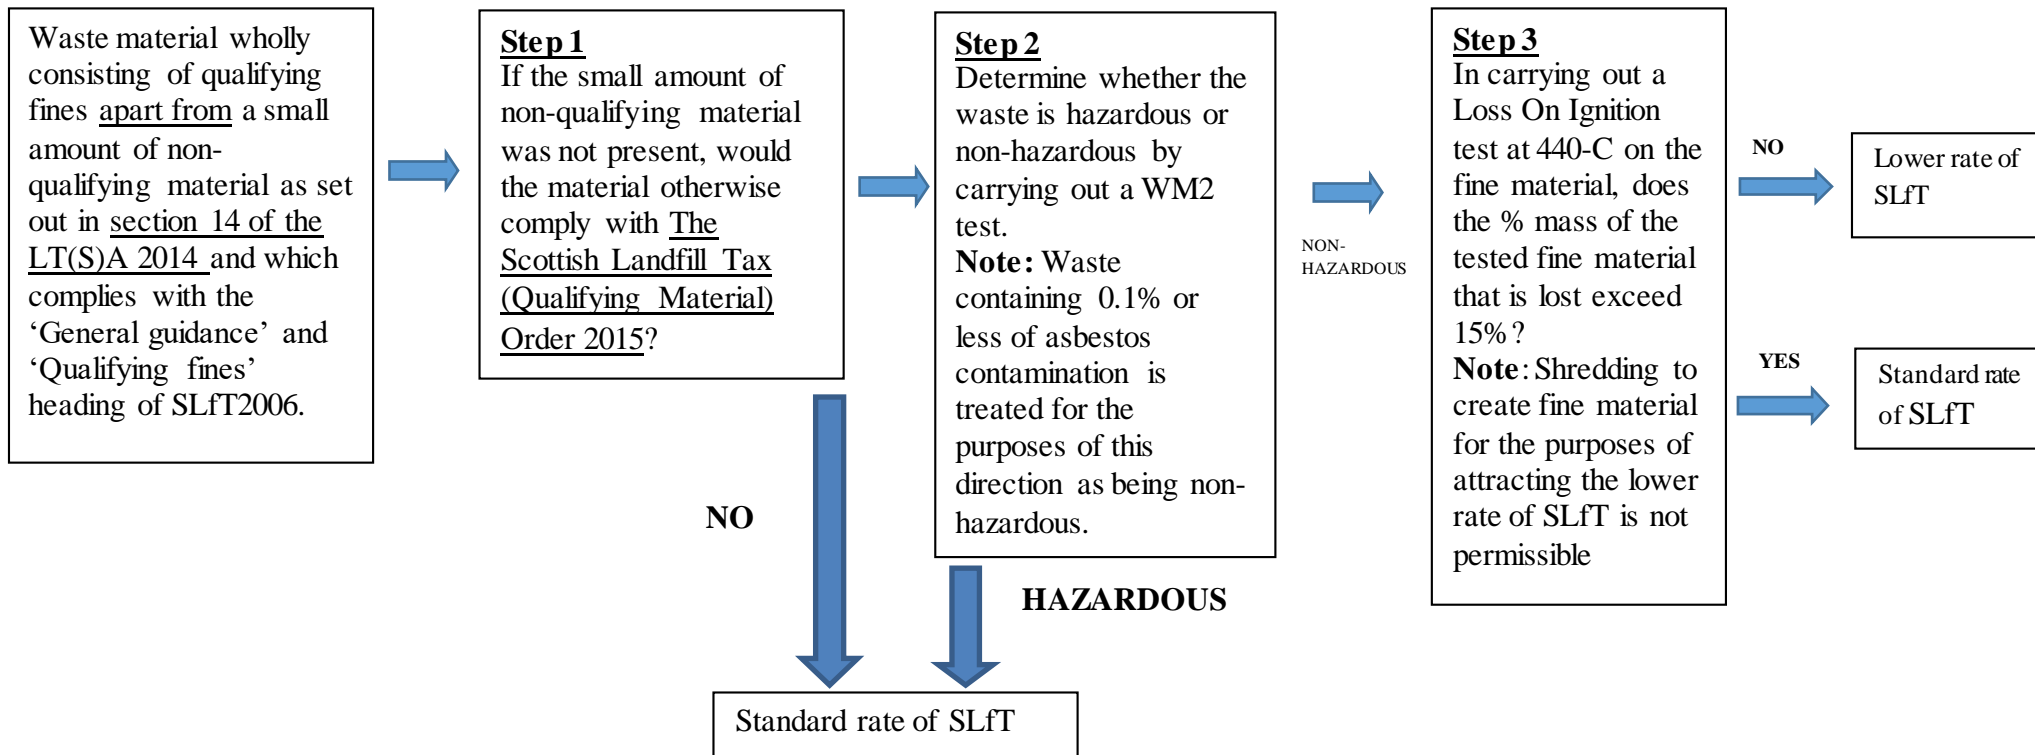 Waste material wholly
consisting of qualifying
fines apart from a small
amount of non-
qualifying material as set
out in section 14 of the
LT(S)A 2014 and which
complies with the
‘General guidance’ and
‘Qualifying fines’
heading of SLfT2006.
Step 1
If the small amount of
non-qualifying material
was not present, would
the material otherwise
comply with The
Scottish Landfill Tax
(Qualifying Material)
Order 2015?
Step 2
Determine whether the
waste is hazardous or
non-hazardous by
carrying out a WM2
test.
Note: Waste
containing 0.1% or
less of asbestos
contamination is
treated for the
purposes of this
direction as being non-
hazardous.
NON-
HAZARDOUS
Step 3
In carrying out a
Loss On Ignition
test at 440-C on the
fine material, does
the % mass of the
tested fine material
that is lost exceed
15%?
Note: Shredding to
create fine material
for the purposes of
attracting the lower
rate of SLfT is not
permissible
NO
Lower rate of
SLfT
YES
Standard rate
of SLfT
NO
HAZARDOUS
Standard rate of SLfT